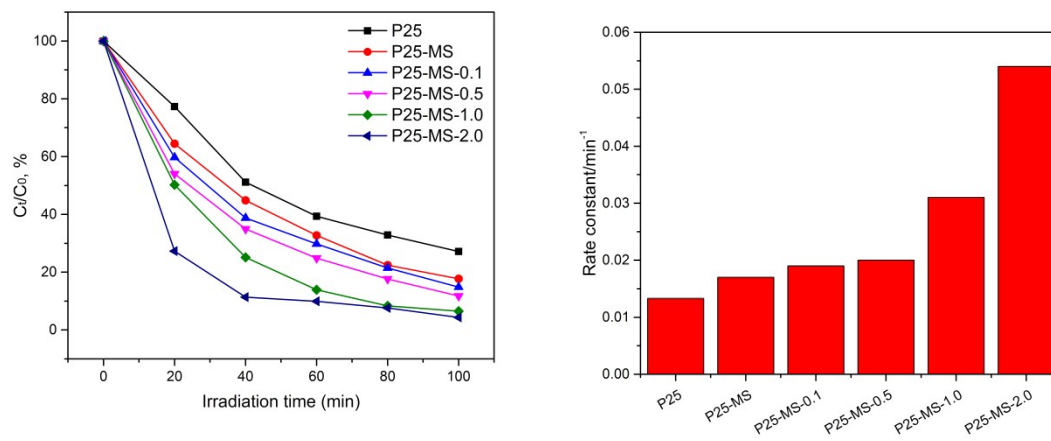 P25
P25-MS
P25-MS-0.1
P25-MS-0.5
P25-MS-1.0
P25-MS-2.0
100
80
60
40
20
0
Ct/C0, %
0 20 40 60 80 100
Irradiation time (min)
0.06
0.05
0.04
0.03
0.02
0.01
0.00
Rate constant/min-1
P25 P25-MS P25-MS-0.1 P25-MS-0.5 P25-MS-1.0 P25-MS-2.0